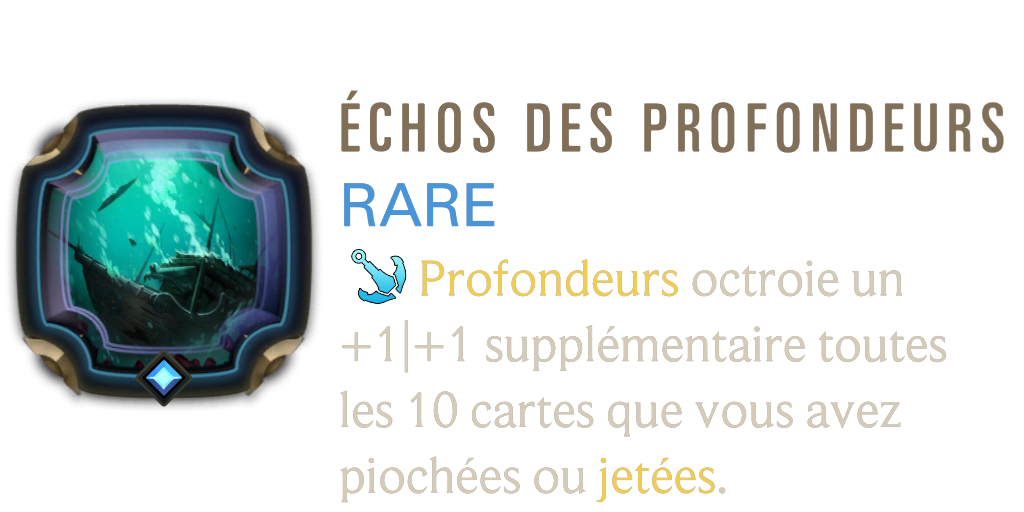 ÉCHOS DES PROFONDEURS
RARE
Profondeurs octroie un
+1|+1 supplémentaire toutes
les 10 cartes que vous avez
piochées ou jetées.